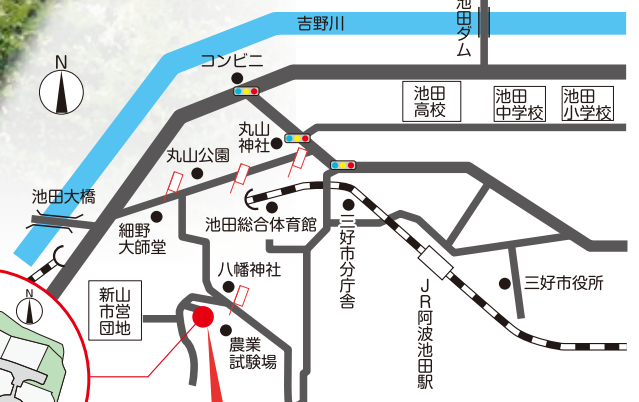 吉野川
池田ダム
N
コンビニ
池田
高校
池田
中学校
池田
小学校
丸山
神社
丸山公園
池田大橋
細野
大師堂
池田総合体育館
三好市分庁舎
八幡神社
三好市役所
JR阿波池田駅
N
新山
市営
団地
農業
試験場